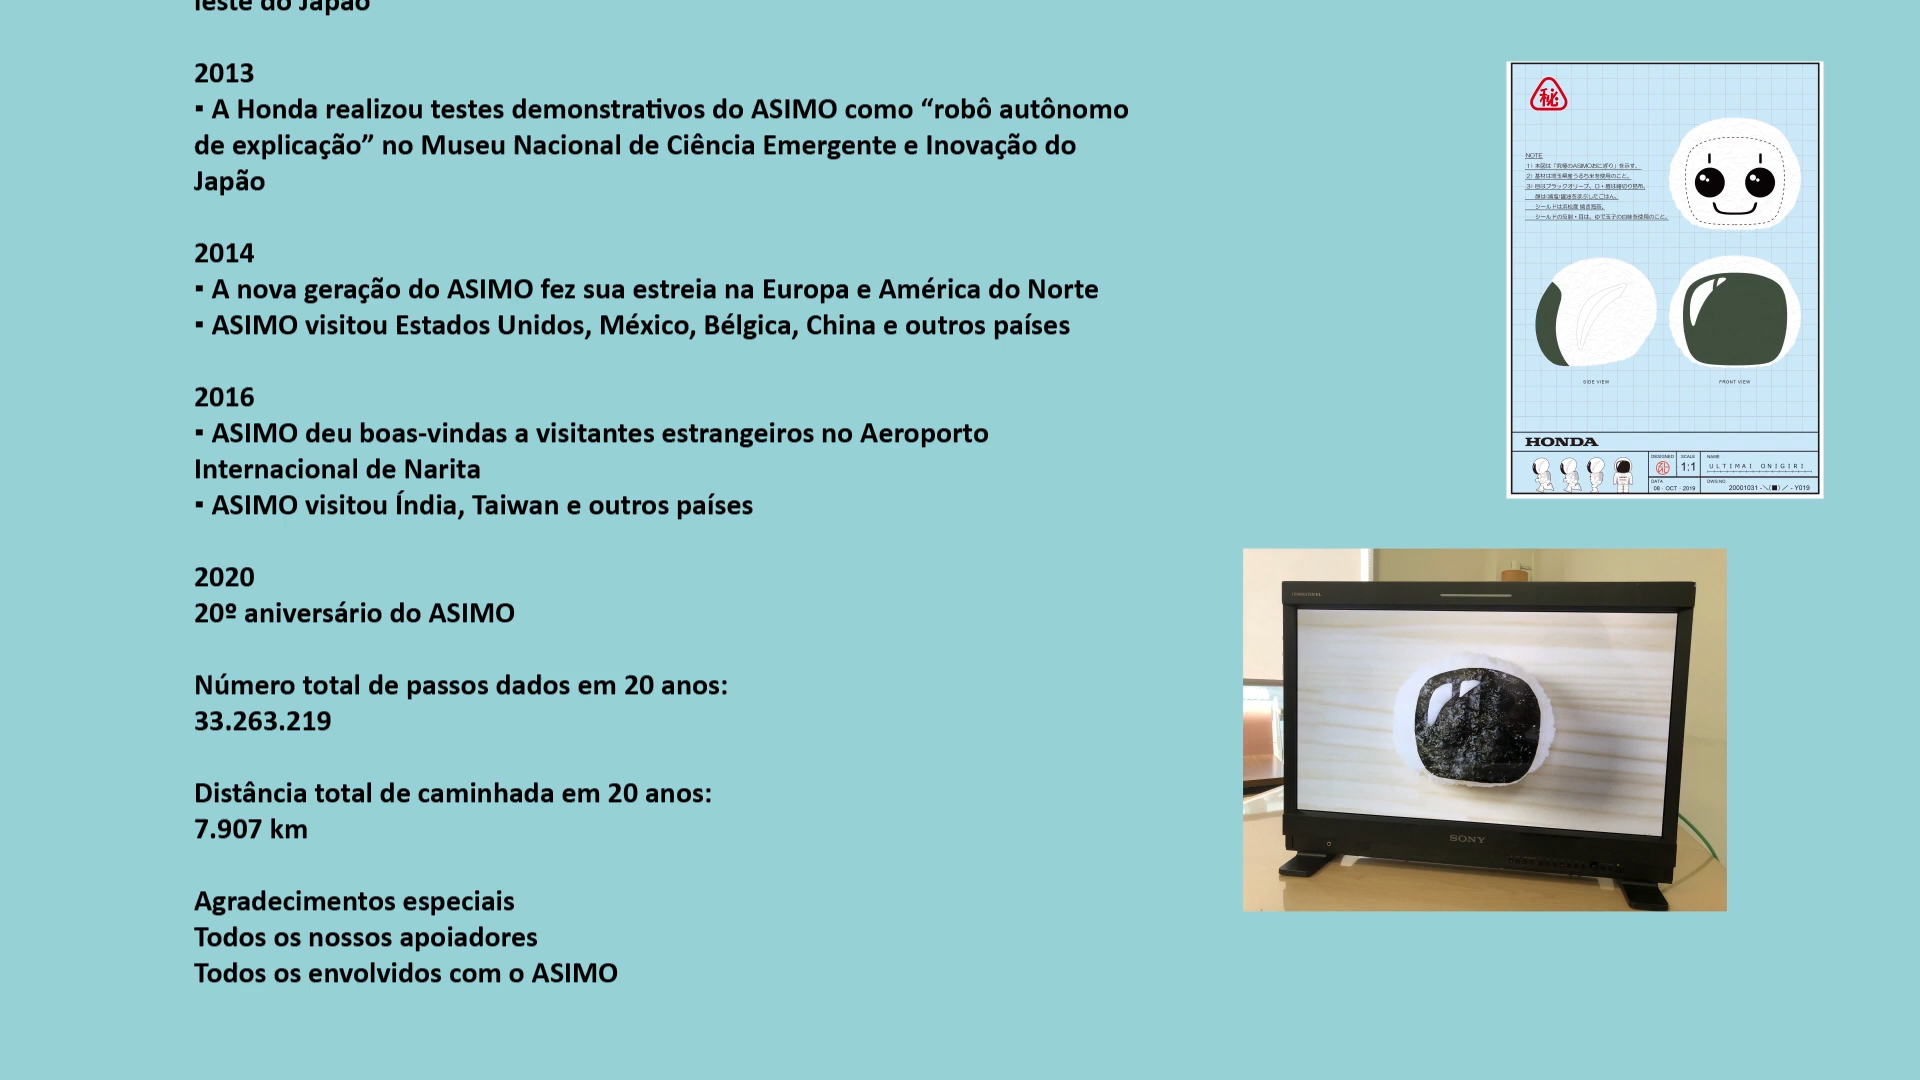 leste do Japão
2013
▪ A Honda realizou testes demonstrativos do ASIMO como “robô autônomo
de explicação” no Museu Nacional de Ciência Emergente e Inovação do
Japão
2014
▪ A nova geração do ASIMO fez sua estreia na Europa e América do Norte
▪ ASIMO visitou Estados Unidos, México, Bélgica, China e outros países
2016
▪ ASIMO deu boas-vindas a visitantes estrangeiros no Aeroporto
Internacional de Narita
▪ ASIMO visitou Índia, Taiwan e outros países
2020
20º aniversário do ASIMO
Número total de passos dados em 20 anos:
33.263.219
Distância total de caminhada em 20 anos:
7.907 km
Agradecimentos especiais
Todos os nossos apoiadores
Todos os envolvidos com o ASIMO
秘
NOTE
SIDE VIEW
FRONT VIEW
HONDA
DESIGNED
SCALE
1:1
NAME
ULTIMAI ONIGIRI
DATA
08 · OCT · 2019
DWG.NO.
20001031 -＼(■)／ - Y019
SONY